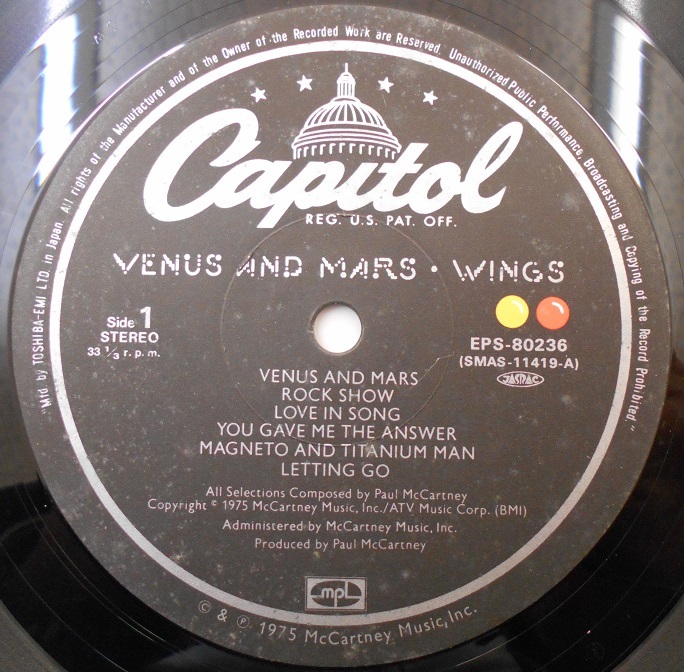 "Mfd. by TOSHIBA-EMI LTD. in Japan. All rights of the Manufacturer and of the Owner of the Recorded Work are Reserved. Unauthorized Public Performance, Broadcasting and Copying of the Record Prohibited."
Capitol
REG. U.S. PAT. OFF.
VENUS AND MARS • WINGS
Side 1
STEREO
33 1/3 r.p.m.
EPS-80236
(SMAS-11419-A)
JASRAC
VENUS AND MARS
ROCK SHOW
LOVE IN SONG
YOU GAVE ME THE ANSWER
MAGNETO AND TITANIUM MAN
LETTING GO
All Selections Composed by Paul McCartney
Copyright © 1975 McCartney Music, Inc./ATV Music Corp. (BMI)
Administered by McCartney Music, Inc.
Produced by Paul McCartney
mpl
© & ℗ 1975 McCartney Music, Inc.